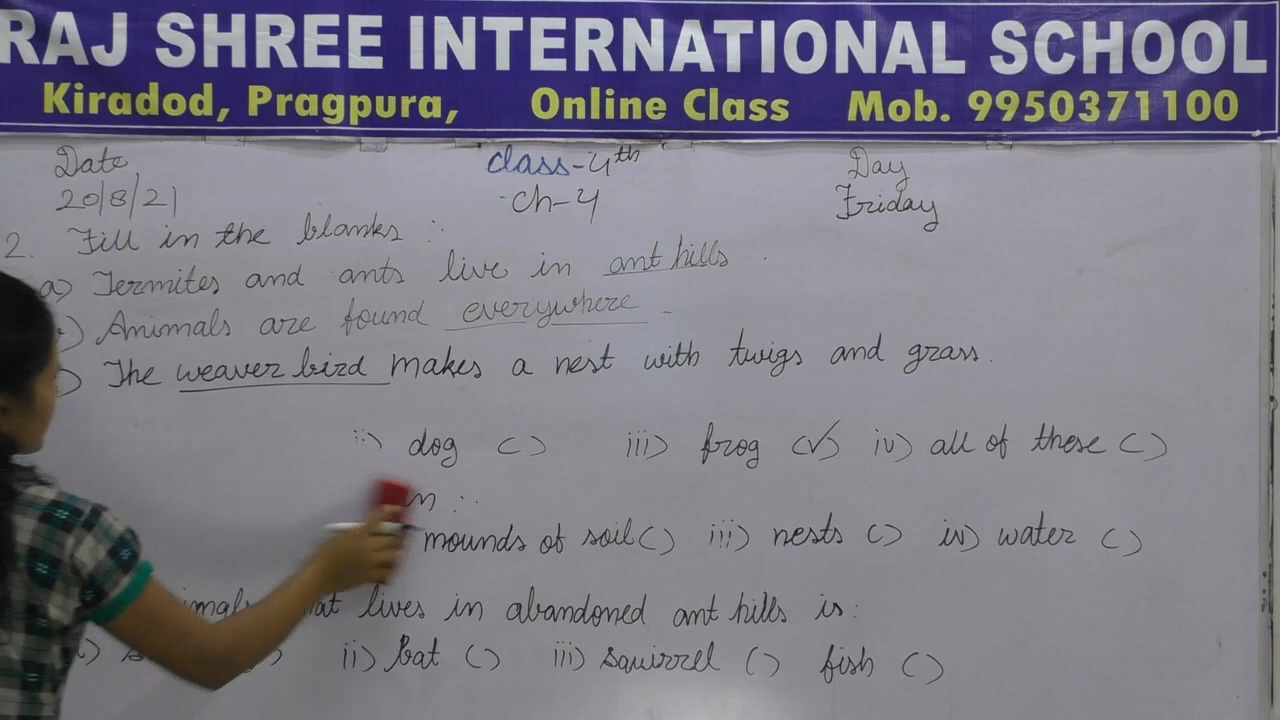 RAJ SHREE INTERNATIONAL SCHOOL
Kiradod, Pragpura, Online Class Mob. 9950371100
Date class-4th Day
20/8/21 Ch-4 Friday
2. Fill in the blanks :
a) Termites and ants live in ant hills .
) Animals are found everywhere .
) The weaver bird makes a nest with twigs and grass.
ii) dog ( ) iii) frog (✓) iv) all of these ( )
in :
mounds of soil ( ) iii) nests ( ) iv) water ( )
lives in abandoned ant hills is:
ii) bat ( ) iii) squirrel ( ) fish ( )